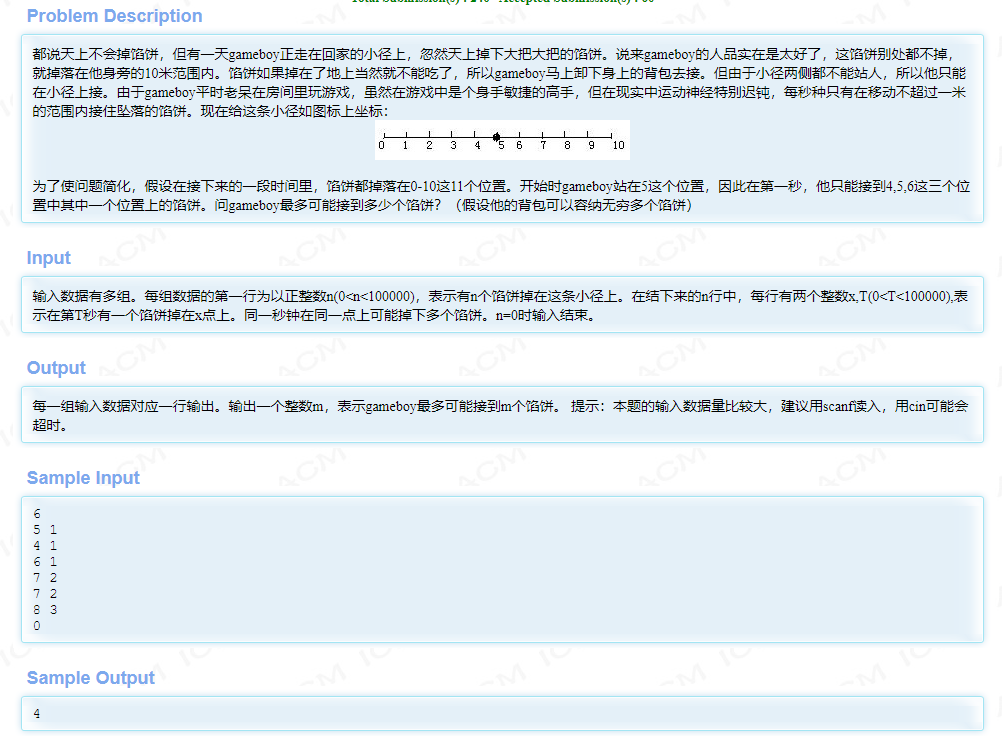 Problem Description
都说天上不会掉馅饼，但有一天gameboy正走在回家的小径上，忽然天上掉下大把大把的馅饼。说来gameboy的人品实在是太好了，这馅饼别处都不掉，
就掉落在他身旁的10米范围内。馅饼如果掉在了地上当然就不能吃了，所以gameboy马上卸下身上的背包去接。但由于小径两侧都不能站人，所以他只能
在小径上接。由于gameboy平时老呆在房间里玩游戏，虽然在游戏中是个身手敏捷的高手，但在现实中运动神经特别迟钝，每秒种只有在移动不超过一米
的范围内接住坠落的馅饼。现在给这条小径如图标上坐标：
0 1 2 3 4 5 6 7 8 9 10
为了使问题简化，假设在接下来的一段时间里，馅饼都掉落在0-10这11个位置。开始时gameboy站在5这个位置，因此在第一秒，他只能接到4,5,6这三个位
置中其中一个位置上的馅饼。问gameboy最多可能接到多少个馅饼？（假设他的背包可以容纳无穷多个馅饼）
Input
输入数据有多组。每组数据的第一行为以正整数n(0<n<100000)，表示有n个馅饼掉在这条小径上。在结下来的n行中，每行有两个整数x,T(0<T<100000),表
示在第T秒有一个馅饼掉在x点上。同一秒钟在同一点上可能掉下多个馅饼。n=0时输入结束。
Output
每一组输入数据对应一行输出。输出一个整数m，表示gameboy最多可能接到m个馅饼。 提示：本题的输入数据量比较大，建议用scanf读入，用cin可能会
超时。
Sample Input
6
5 1
4 1
6 1
7 2
7 2
8 3
0
Sample Output
4